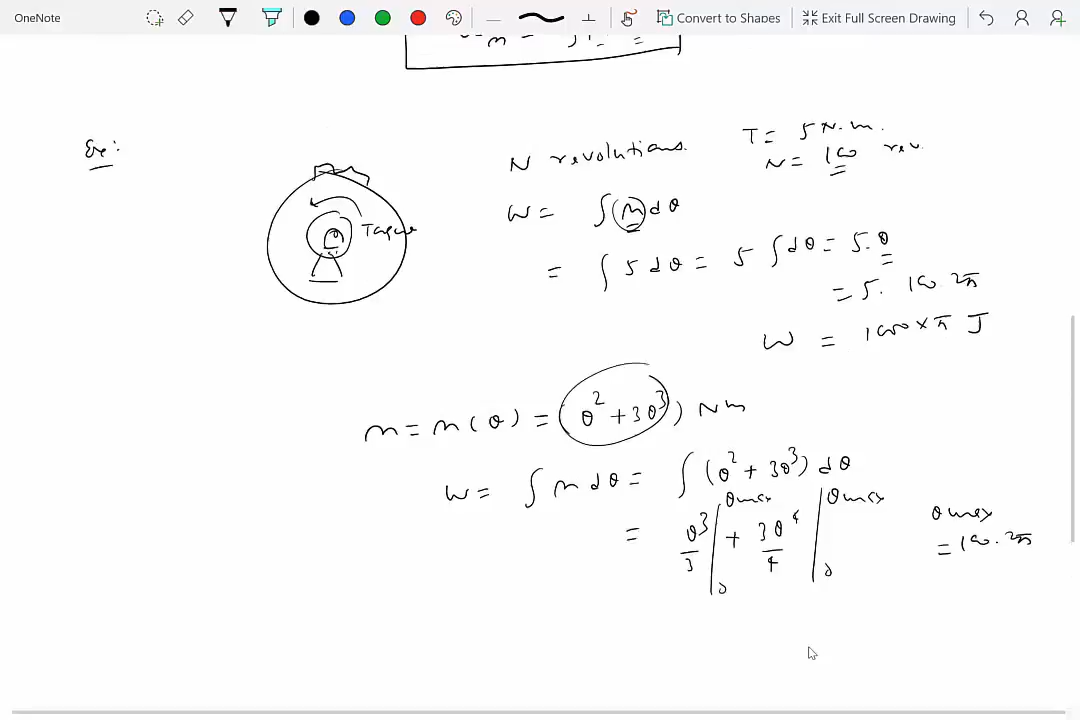 OneNote
Convert to Shapes
Exit Full Screen Drawing
Ex:
N revolutions.
T = 5 N.m.
N = 100 rev.
Torque
W = ∫(M)dθ
= ∫ 5 dθ = 5 ∫dθ = 5.θ
= 5. 100. 2π
W = 1000×π J
M = M(θ) = (θ² + 3θ³) Nm
W = ∫ M dθ = ∫ (θ² + 3θ³) dθ
= θ³/3 |₀^θmax + 3θ⁴/4 |₀^θmax
θmax
= 100. 2π